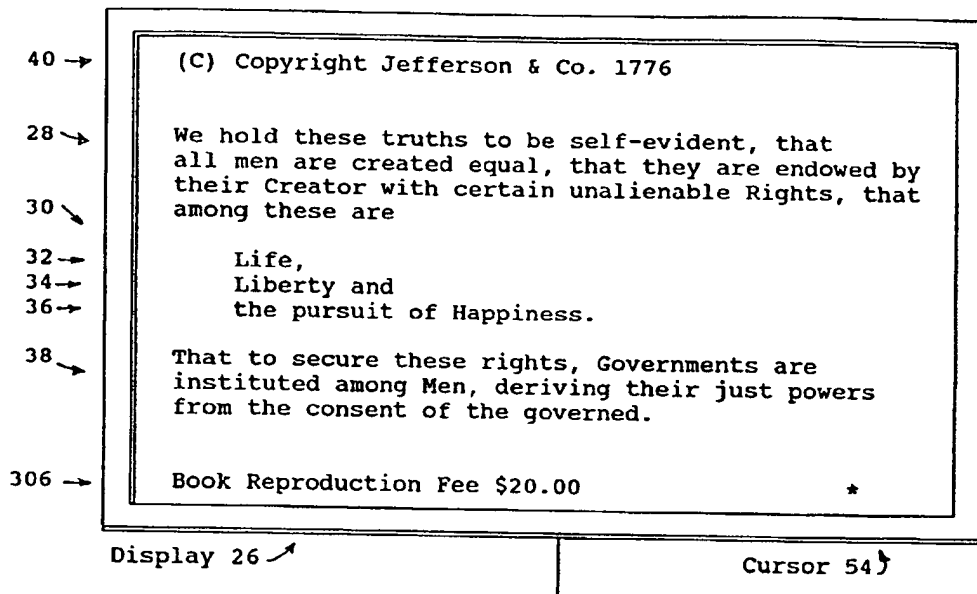 40 (C) Copyright Jefferson & Co. 1776
28 We hold these truths to be self-evident, that
all men are created equal, that they are endowed by
their Creator with certain unalienable Rights, that
30 among these are
32 Life,
34 Liberty and
36 the pursuit of Happiness.
38 That to secure these rights, Governments are
instituted among Men, deriving their just powers
from the consent of the governed.
306 Book Reproduction Fee $20.00 *
Display 26 Cursor 54